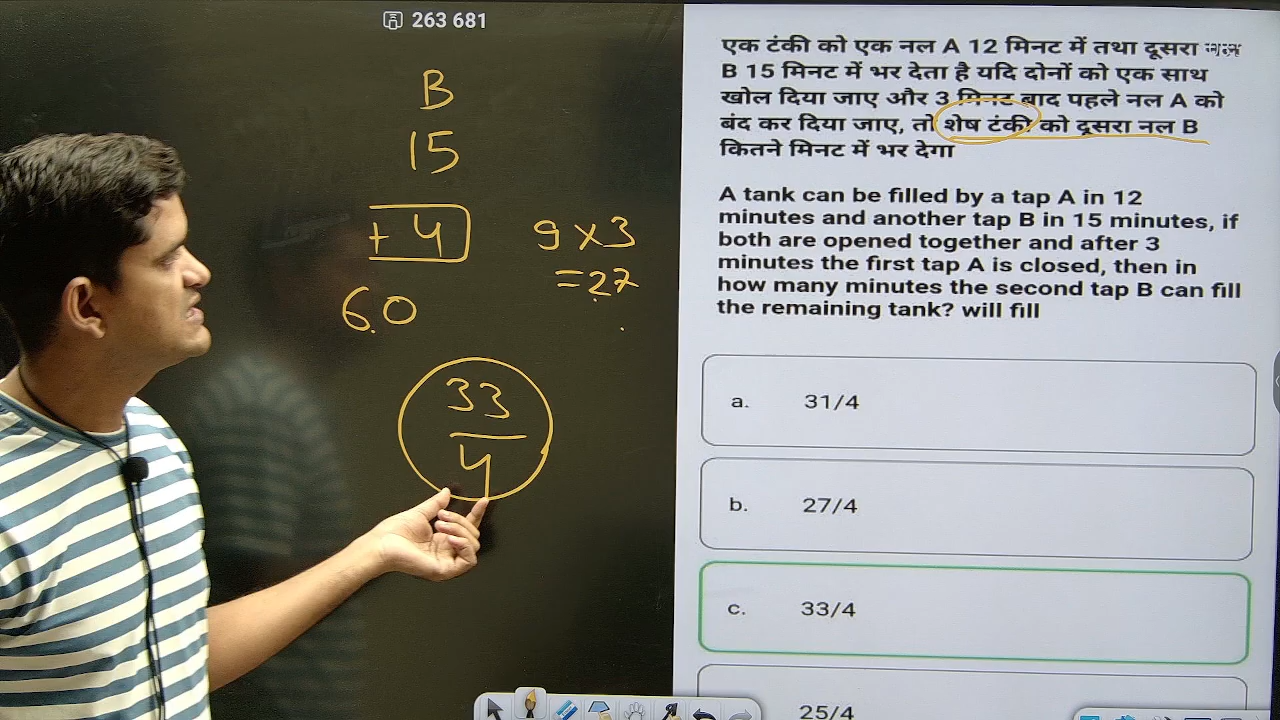 263 681
B
15
+ 4
9 x 3
= 27
60
33
4
एक टंकी को एक नल A 12 मिनट में तथा दूसरा
B 15 मिनट में भर देता है यदि दोनों को एक साथ
खोल दिया जाए और 3 मिनट बाद पहले नल A को
बंद कर दिया जाए, तो शेष टंकी को दूसरा नल B
कितने मिनट में भर देगा
A tank can be filled by a tap A in 12
minutes and another tap B in 15 minutes, if
both are opened together and after 3
minutes the first tap A is closed, then in
how many minutes the second tap B can fill
the remaining tank? will fill
a. 31/4
b. 27/4
c. 33/4
25/4